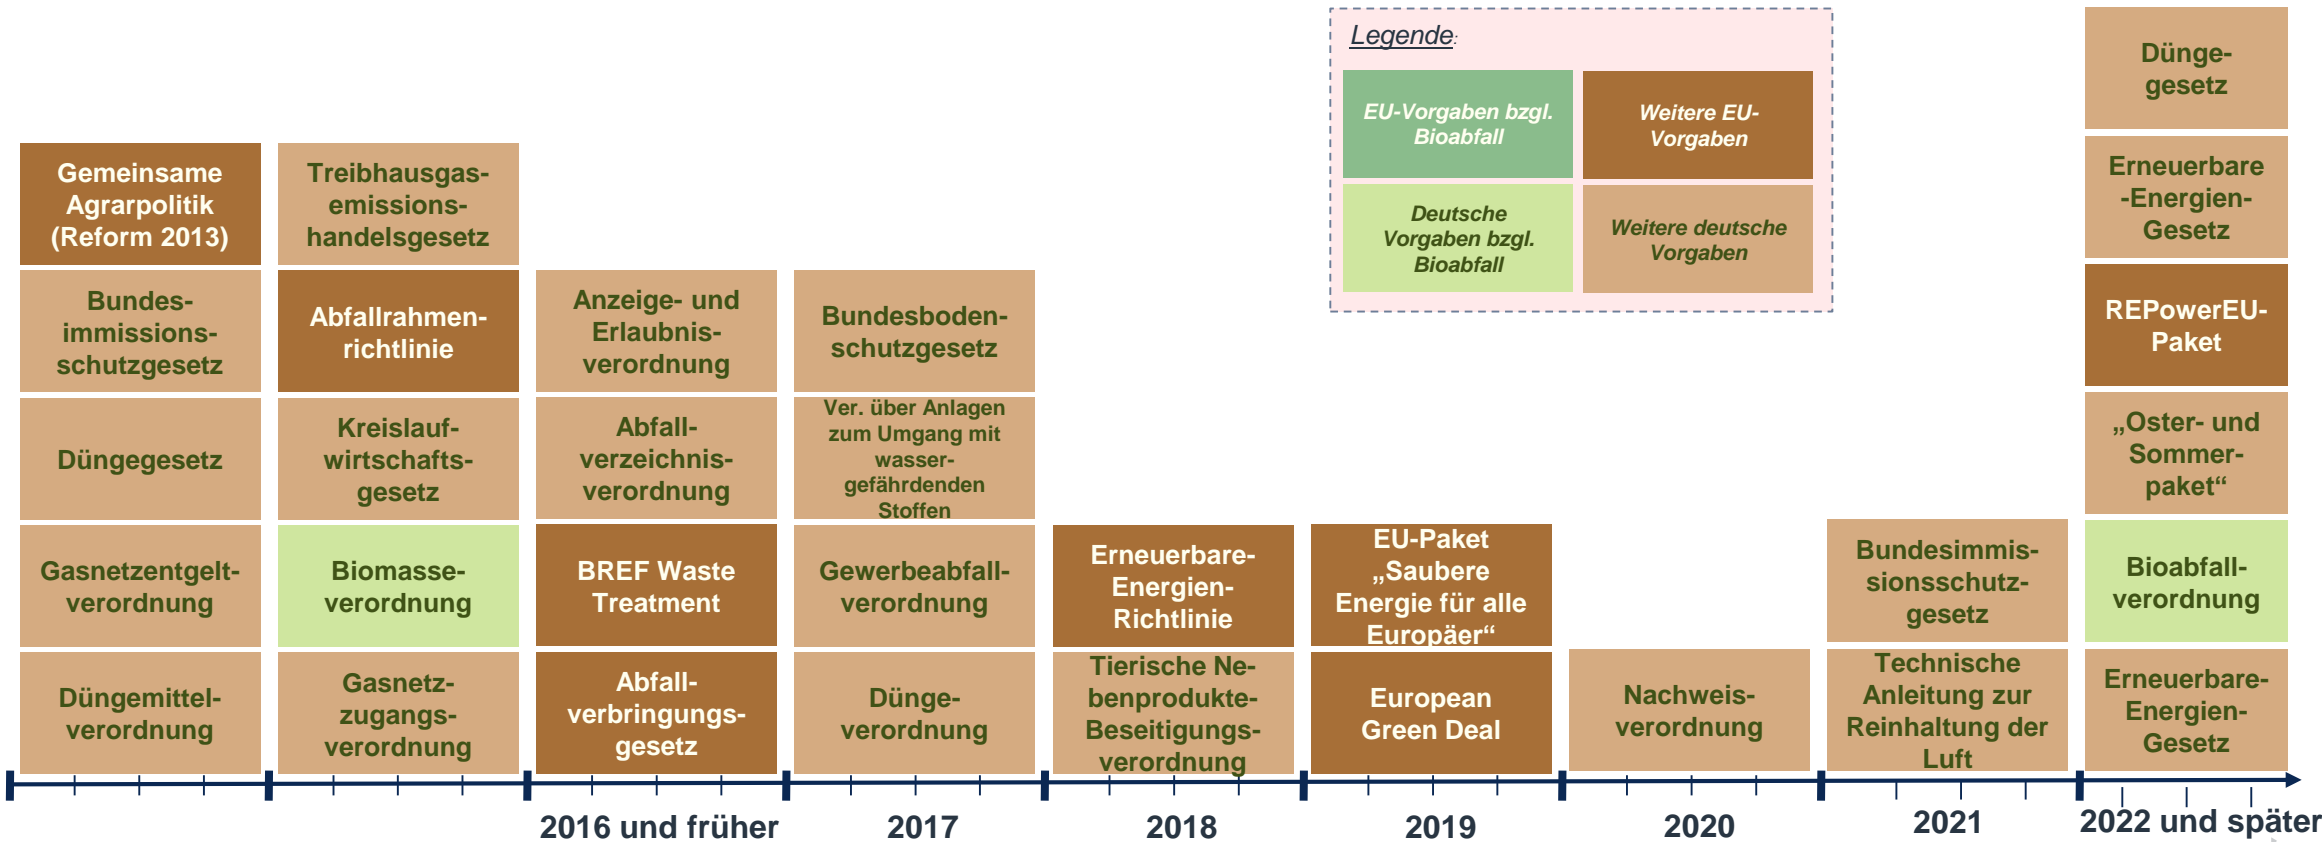 Legende:
EU-Vorgaben bzgl.
Bioabfall
Weitere EU-
Vorgaben
Deutsche
Vorgaben bzgl.
Bioabfall
Weitere deutsche
Vorgaben
Gemeinsame
Agrarpolitik
(Reform 2013)
Bundes-
immissions-
schutzgesetz
Düngegesetz
Gasnetzentgelt-
verordnung
Düngemittel-
verordnung
Treibhausgas-
emissions-
handelsgesetz
Abfallrahmen-
richtlinie
Kreislauf-
wirtschafts-
gesetz
Biomasse-
verordnung
Gasnetz-
zugangs-
verordnung
Anzeige- und
Erlaubnis-
verordnung
Abfall-
verzeichnis-
verordnung
BREF Waste
Treatment
Abfall-
verbringungs-
gesetz
Bundesboden-
schutzgesetz
Ver. über Anlagen
zum Umgang mit
wasser-
gefährdenden
Stoffen
Gewerbeabfall-
verordnung
Dünge-
verordnung
Erneuerbare-
Energien-
Richtlinie
Tierische Ne-
benprodukte-
Beseitigungs-
verordnung
EU-Paket
„Saubere
Energie für alle
Europäer“
European
Green Deal
Nachweis-
verordnung
Bundesimmis-
sionsschutz-
gesetz
Technische
Anleitung zur
Reinhaltung der
Luft
Dünge-
gesetz
Erneuerbare
-Energien-
Gesetz
REPowerEU-
Paket
„Oster- und
Sommer-
paket“
Bioabfall-
verordnung
Erneuerbare-
Energien-
Gesetz
2016 und früher
2017
2018
2019
2020
2021
2022 und später